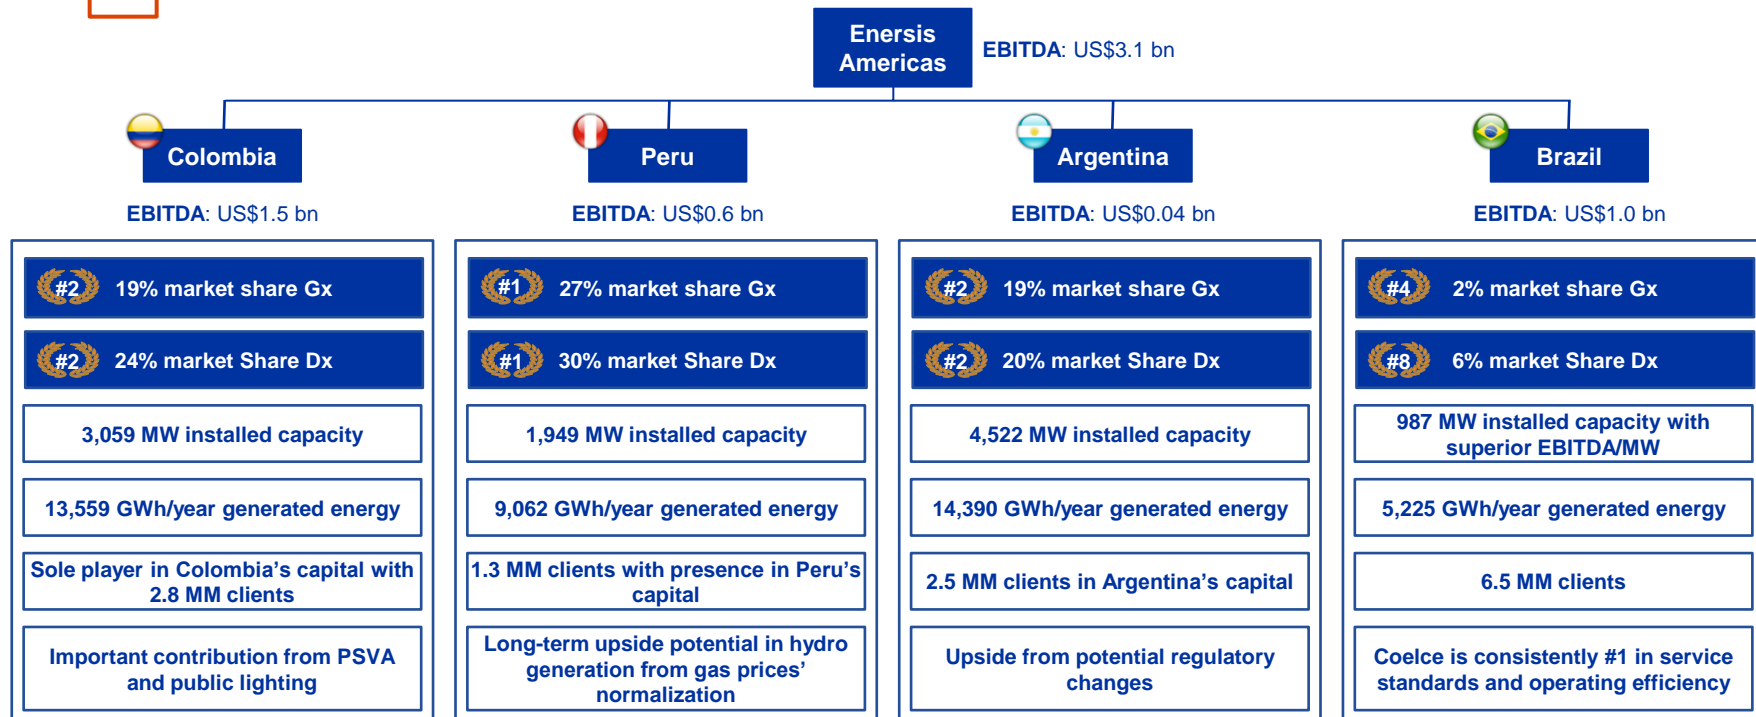 Enersis
Americas
EBITDA: US$3.1 bn
Colombia
EBITDA: US$1.5 bn
#2 19% market share Gx
#2 24% market Share Dx
3,059 MW installed capacity
13,559 GWh/year generated energy
Sole player in Colombia’s capital with
2.8 MM clients
Important contribution from PSVA
and public lighting
Peru
EBITDA: US$0.6 bn
#1 27% market share Gx
#1 30% market Share Dx
1,949 MW installed capacity
9,062 GWh/year generated energy
1.3 MM clients with presence in Peru’s
capital
Long-term upside potential in hydro
generation from gas prices’
normalization
Argentina
EBITDA: US$0.04 bn
#2 19% market share Gx
#2 20% market Share Dx
4,522 MW installed capacity
14,390 GWh/year generated energy
2.5 MM clients in Argentina’s capital
Upside from potential regulatory
changes
Brazil
EBITDA: US$1.0 bn
#4 2% market share Gx
#8 6% market Share Dx
987 MW installed capacity with
superior EBITDA/MW
5,225 GWh/year generated energy
6.5 MM clients
Coelce is consistently #1 in service
standards and operating efficiency